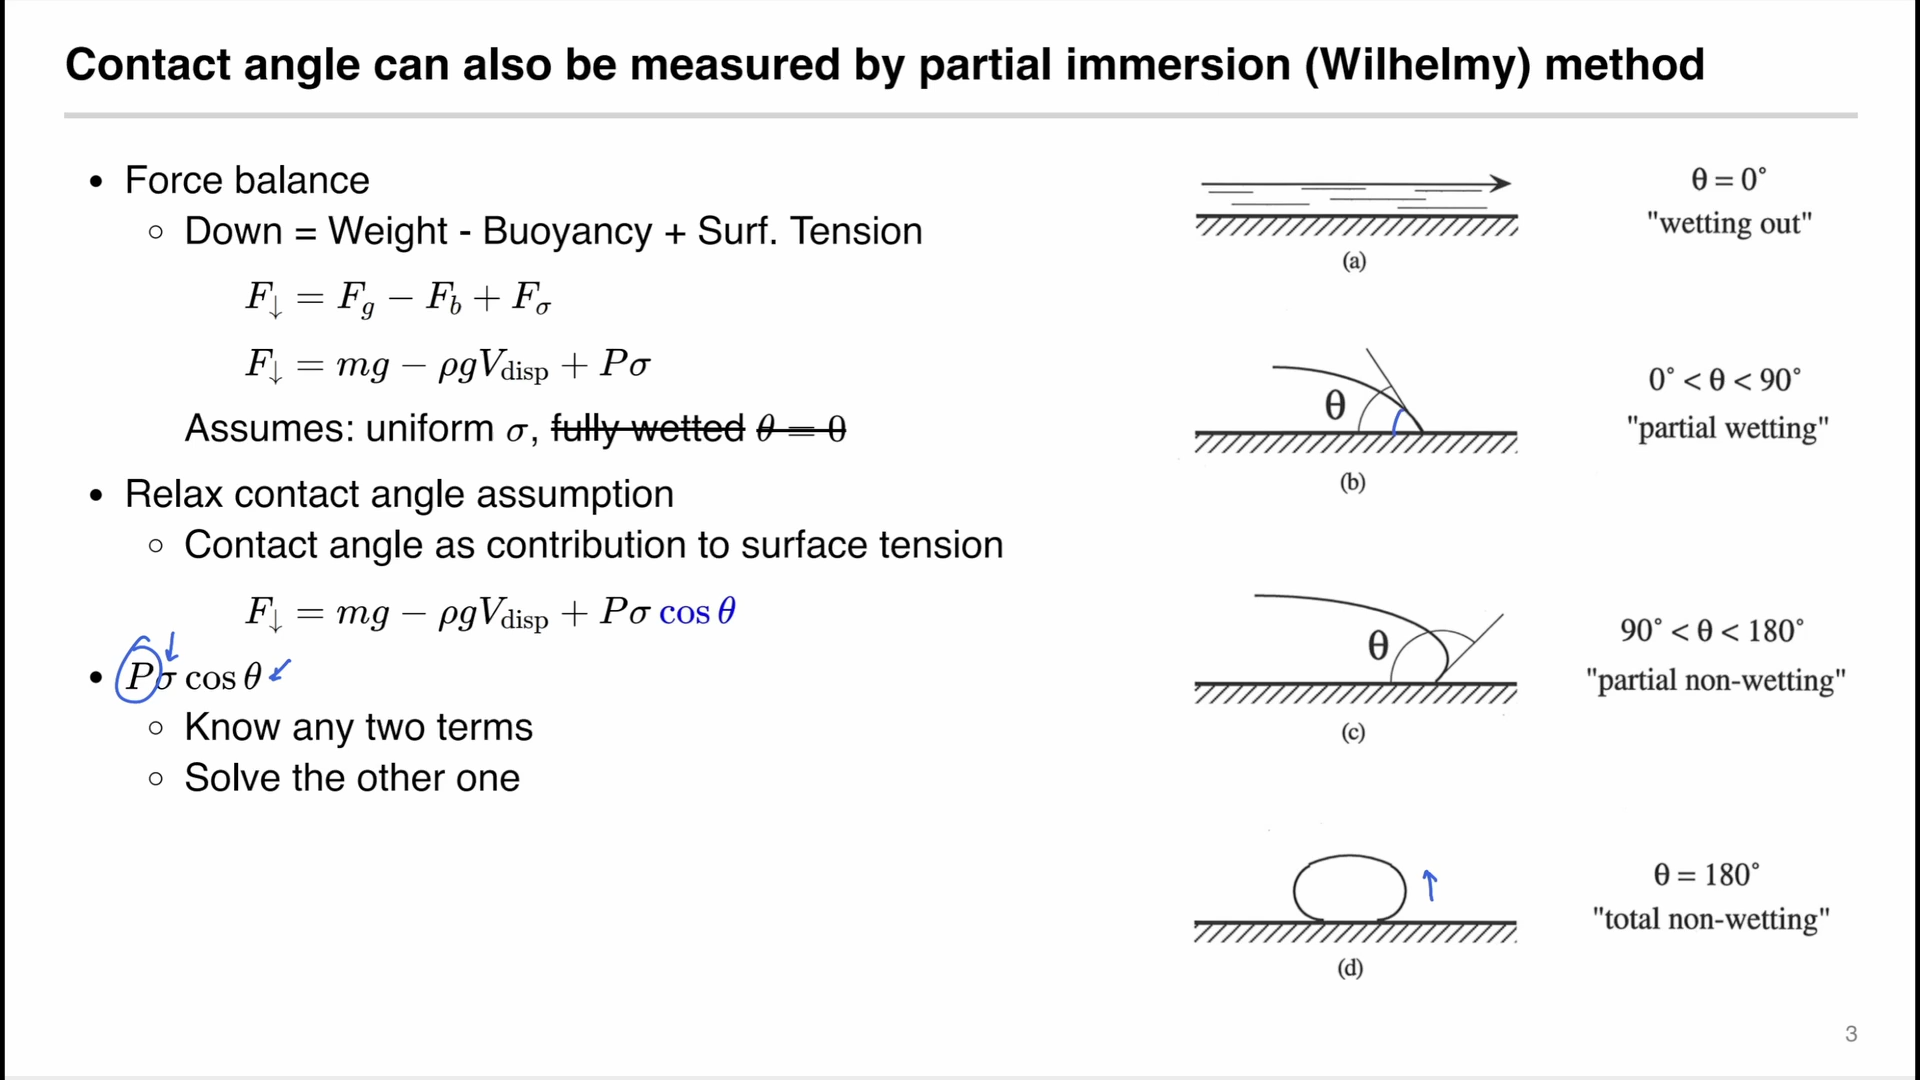 Contact angle can also be measured by partial immersion (Wilhelmy) method
• Force balance
◦ Down = Weight - Buoyancy + Surf. Tension
F↓ = F_g − F_b + F_σ
F↓ = mg − ρgV_disp + Pσ
Assumes: uniform σ, ~~fully wetted~~ ~~θ = 0~~
• Relax contact angle assumption
◦ Contact angle as contribution to surface tension
F↓ = mg − ρgV_disp + Pσ cos θ
• Pσ cos θ
◦ Know any two terms
◦ Solve the other one
θ = 0°
"wetting out"
(a)
θ
0° < θ < 90°
"partial wetting"
(b)
θ
90° < θ < 180°
"partial non-wetting"
(c)
θ = 180°
"total non-wetting"
(d)
3